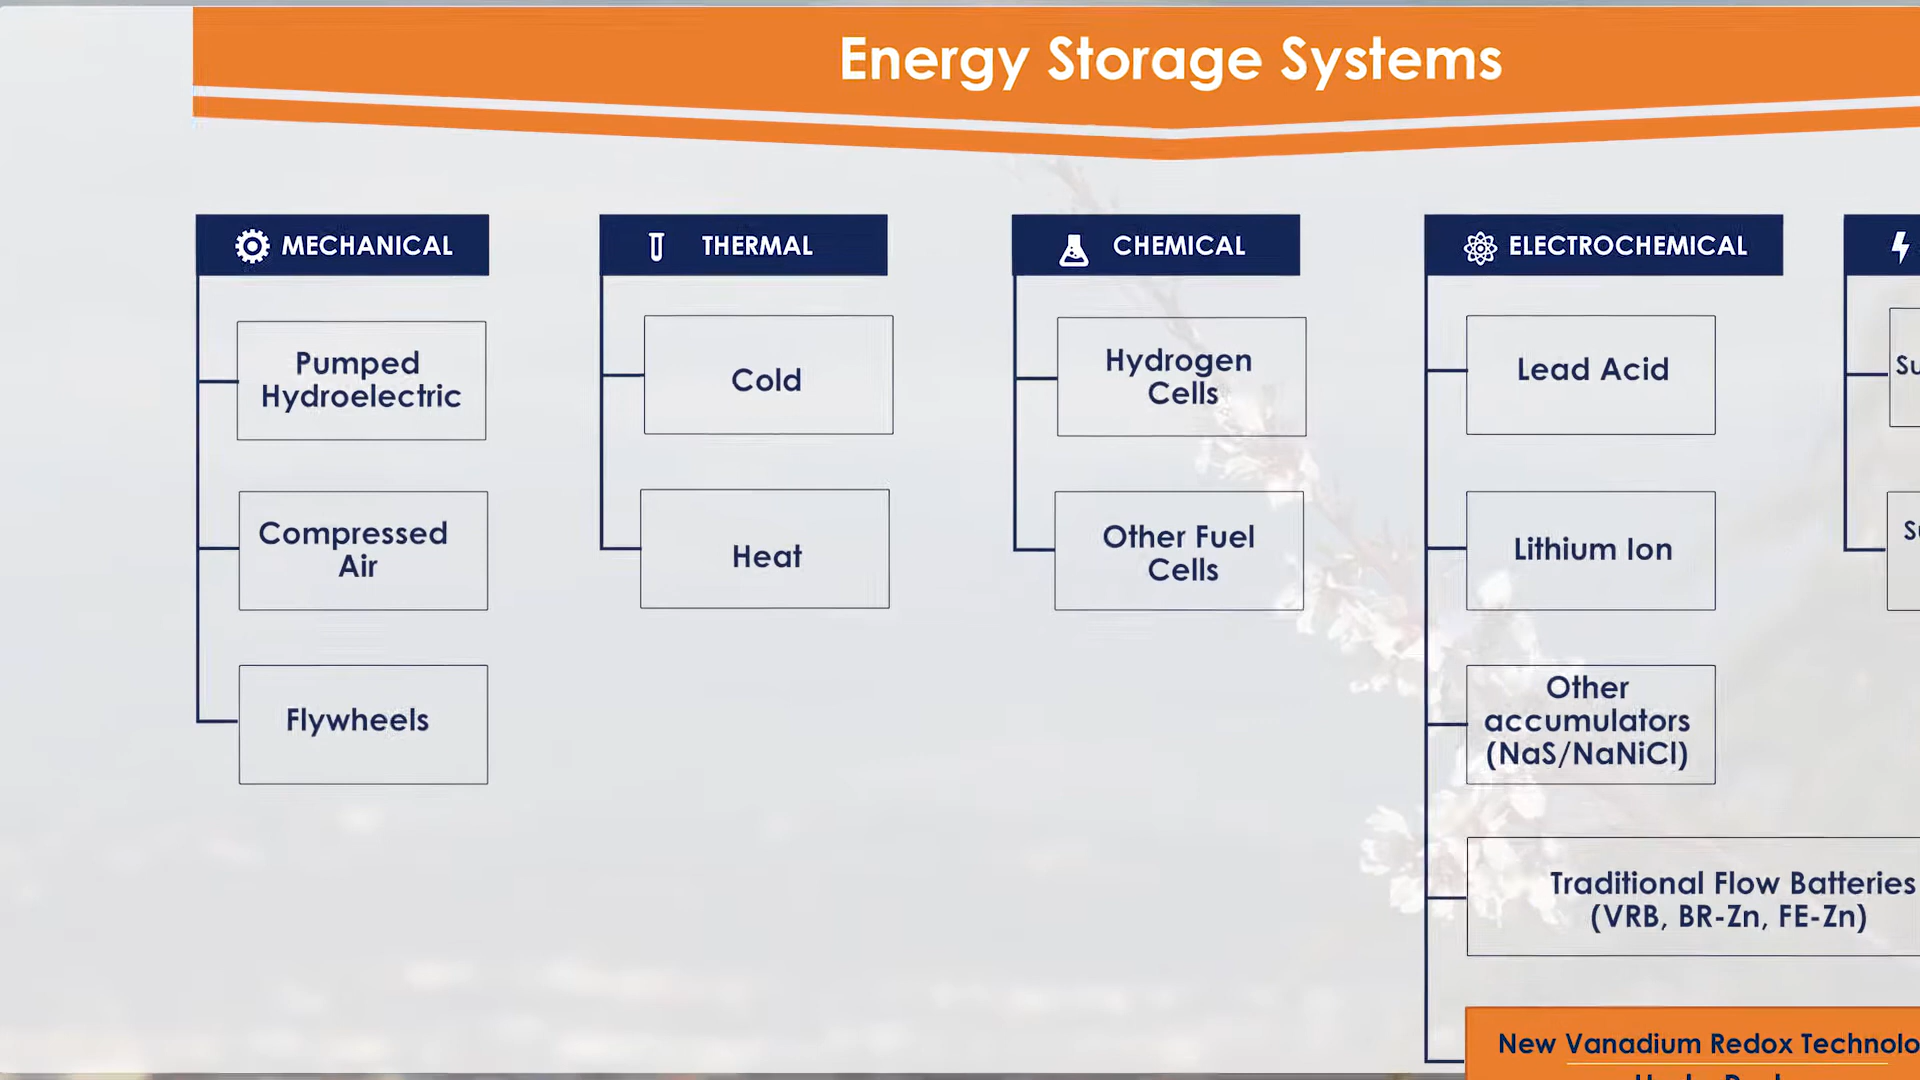 Energy Storage Systems
MECHANICAL
Pumped
Hydroelectric
Compressed
Air
Flywheels
THERMAL
Cold
Heat
CHEMICAL
Hydrogen
Cells
Other Fuel
Cells
ELECTROCHEMICAL
Lead Acid
Lithium Ion
Other
accumulators
(NaS/NaNiCl)
Traditional Flow Batteries
(VRB, BR-Zn, FE-Zn)
New Vanadium Redox